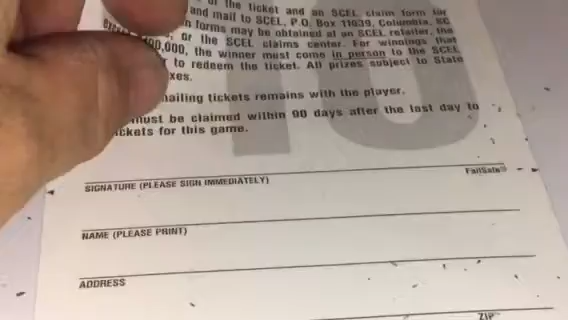 of the ticket and an SCEL claim form for
and mail to SCEL, P.O. Box 11039, Columbia, SC
forms may be obtained at an SCEL retailer, the
or the SCEL claims center. For winnings that
00,000, the winner must come in person to the SCEL
to redeem the ticket. All prizes subject to State
xes.
mailing tickets remains with the player.
must be claimed within 90 days after the last day to
ickets for this game.
FailSafe®
SIGNATURE (PLEASE SIGN IMMEDIATELY)
NAME (PLEASE PRINT)
ADDRESS
ZIP